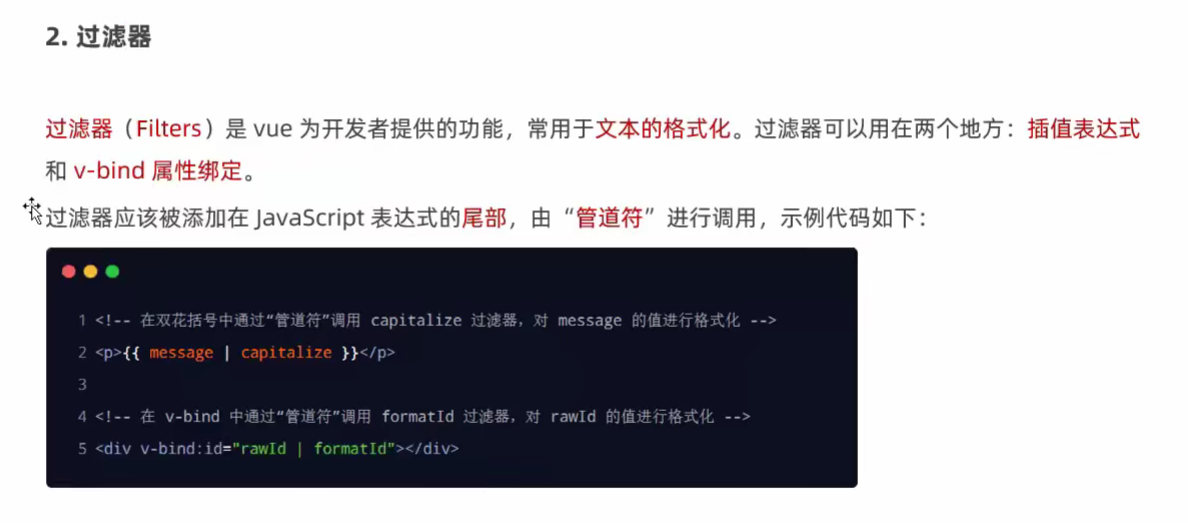 2. 过滤器
过滤器（Filters）是 vue 为开发者提供的功能，常用于文本的格式化。过滤器可以用在两个地方：插值表达式
和 v-bind 属性绑定。
过滤器应该被添加在 JavaScript 表达式的尾部，由“管道符”进行调用，示例代码如下：
1 <!-- 在双花括号中通过“管道符”调用 capitalize 过滤器，对 message 的值进行格式化 -->
2 <p>{{ message | capitalize }}</p>
3
4 <!-- 在 v-bind 中通过“管道符”调用 formatId 过滤器，对 rawId 的值进行格式化 -->
5 <div v-bind:id="rawId | formatId"></div>